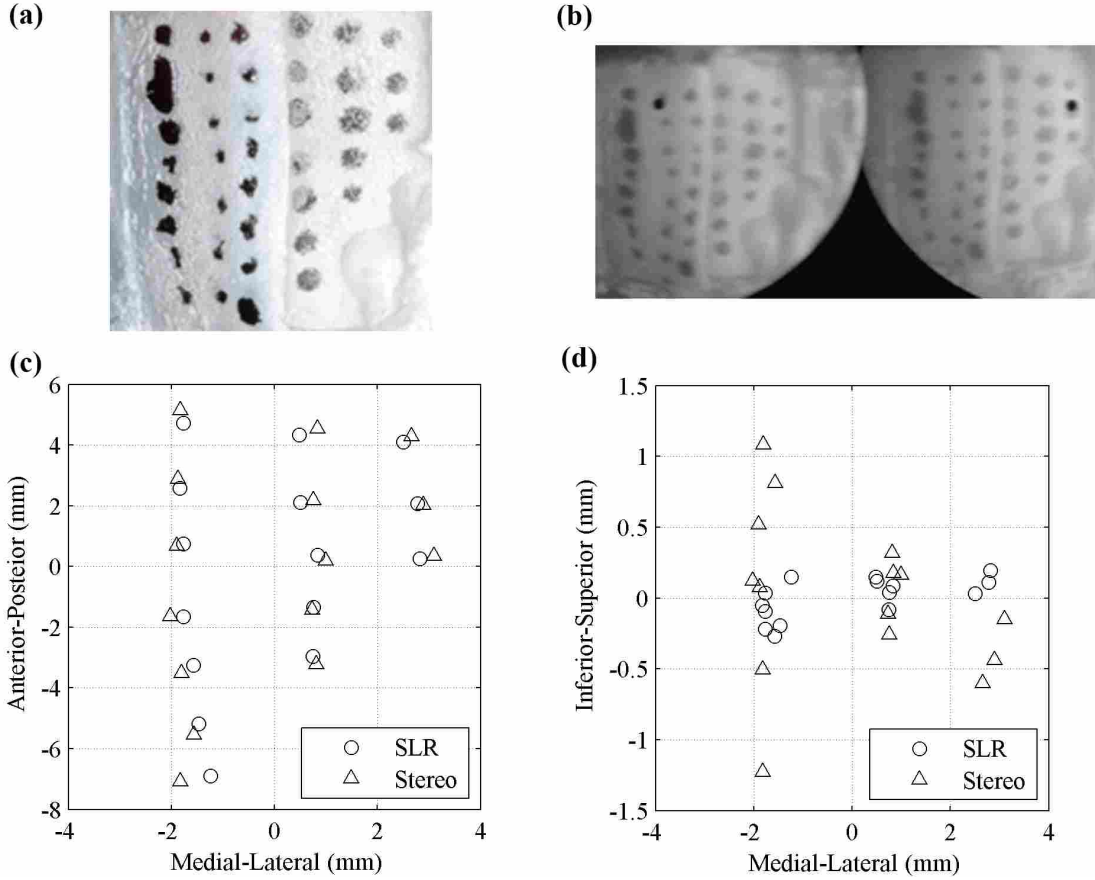 (a)
(b)
(c)
6
4
2
0
-2
-4
-6
-8
-4
-2
0
2
4
Anterior-Posteior (mm)
Medial-Lateral (mm)
SLR
Stereo
(d)
1.5
1
0.5
0
-0.5
-1
-1.5
-4
-2
0
2
4
Inferior-Superior (mm)
Medial-Lateral (mm)
SLR
Stereo